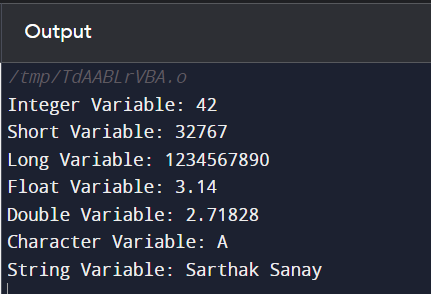 Output
/tmp/TdAABLrVBA.o
Integer Variable: 42
Short Variable: 32767
Long Variable: 1234567890
Float Variable: 3.14
Double Variable: 2.71828
Character Variable: A
String Variable: Sarthak Sanay